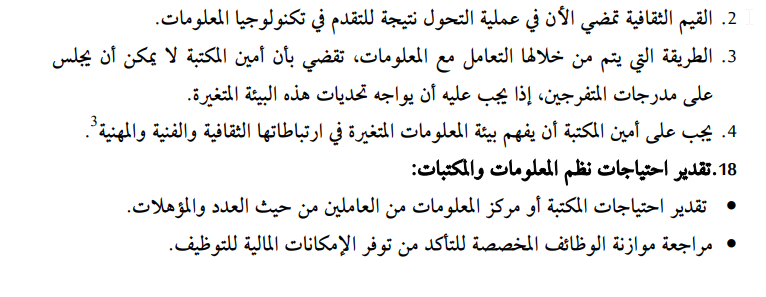 2. القيم الثقافية تمضي الأن في عملية التحول نتيجة للتقدم في تكنولوجيا المعلومات.
3. الطريقة التي يتم من خلالها التعامل مع المعلومات، تقضي بأن أمين المكتبة لا يمكن أن يجلس
على مدرجات المتفرجين، إذا يجب عليه أن يواجه تحديات هذه البيئة المتغيرة.
4. يجب على أمين المكتبة أن يفهم بيئة المعلومات المتغيرة في ارتباطاتها الثقافية والفنية والمهنية3.
18.تقدير احتياجات نظم المعلومات والمكتبات:
• تقدير احتياجات المكتبة أو مركز المعلومات من العاملين من حيث العدد والمؤهلات.
• مراجعة موازنة الوظائف المخصصة للتأكد من توفر الإمكانات المالية للتوظيف.